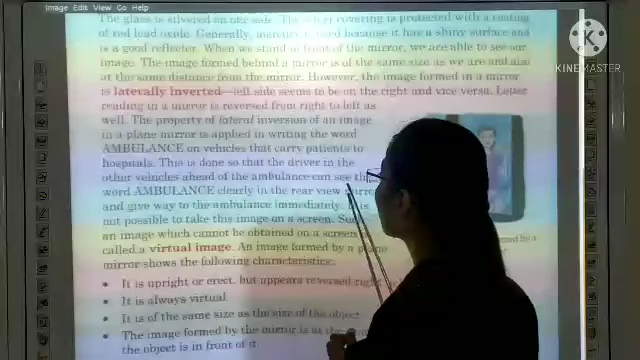 Image Edit Book View Go Help
The glass is silvered on one side. The silver covering is protected with a coating
of red lead oxide. Generally, mercury is used because it has a shiny surface and
is a good reflector. When we stand in front of the mirror, we are able to see our
image. The image formed behind a mirror is of the same size as we are and also
at the same distance from the mirror. However, the image formed in a mirror
is laterally inverted—left side seems to be on the right and vice versa. Letter
reading in a mirror is reversed from right to left as
well. The property of lateral inversion of an image
in a plane mirror is applied in writing the word
AMBULANCE on vehicles that carry patients to
hospitals. This is done so that the driver in the
other vehicles ahead of the ambulance can see the
word AMBULANCE clearly in the rear view mirror
and give way to the ambulance immediately. It is
not possible to take this image on a screen.
an image which cannot be obtained on a screen
called a virtual image. An image formed by a plane
mirror shows the following characteristics:
• It is upright or erect, but appears reversed right
• It is always virtual
• It is of the same size as the size of the object
• The image formed by the mirror is at the
the object is in front of it
KINEMASTER